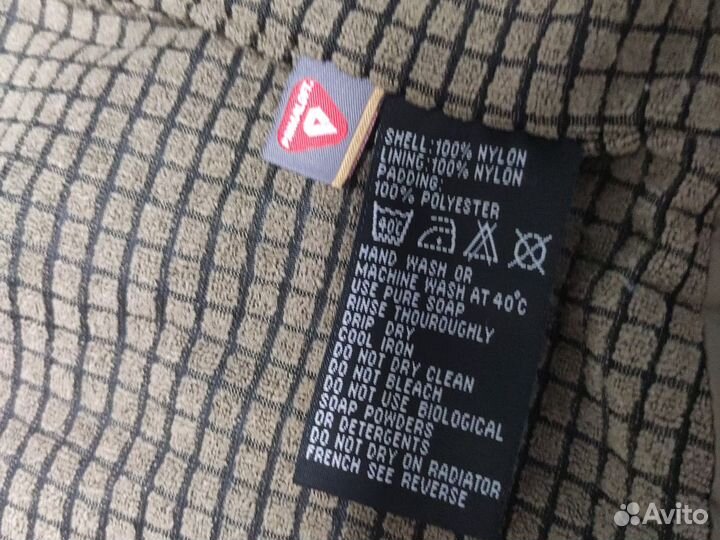 PRIMALOFT
SHELL:100% NYLON
LINING:100% NYLON
PADDING:
100% POLYESTER
40C
HAND WASH OR
MACHINE WASH AT 40°C
USE PURE SOAP
RINSE THOUROUGHLY
DRIP DRY
COOL IRON
DO NOT DRY CLEAN
DO NOT BLEACH
DO NOT USE BIOLOGICAL
SOAP POWDERS
OR DETERGENTS
DO NOT DRY ON RADIATOR
FRENCH SEE REVERSE
Avito